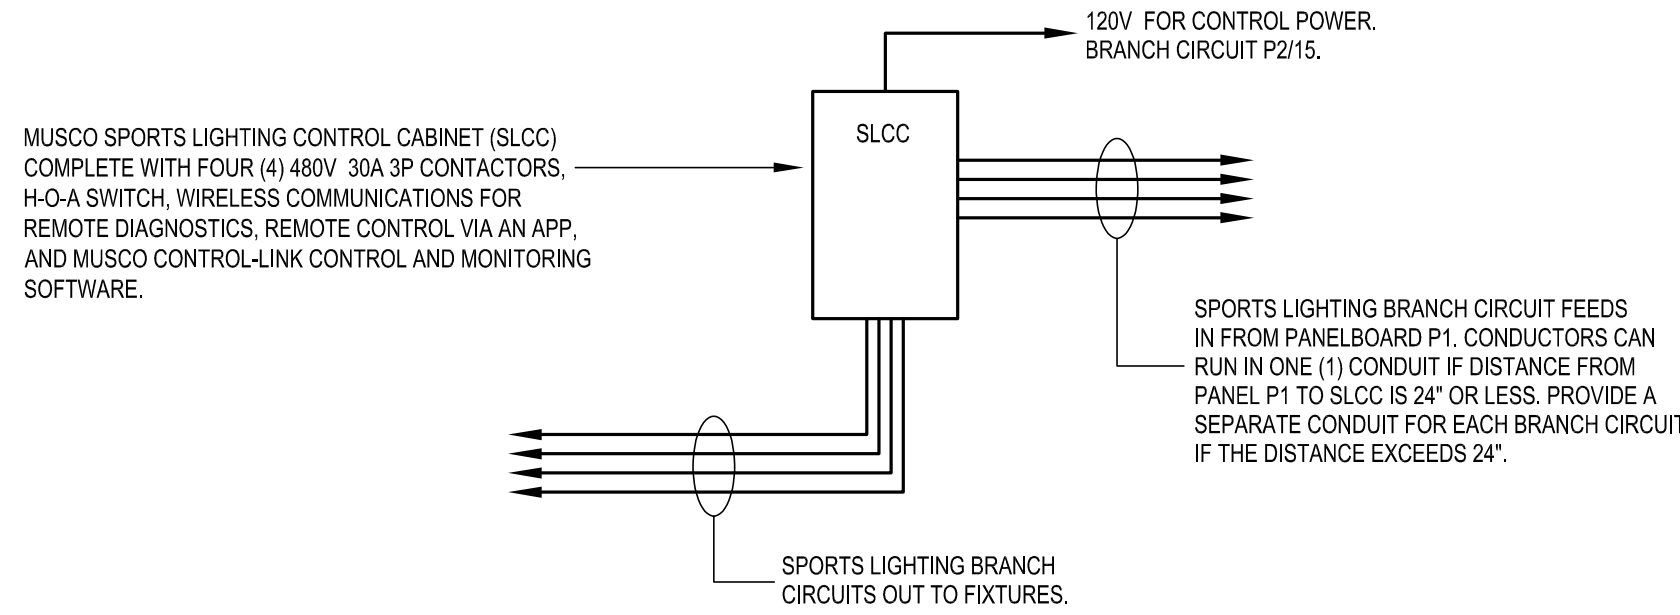 120V FOR CONTROL POWER.
BRANCH CIRCUIT P2/15.
MUSCO SPORTS LIGHTING CONTROL CABINET (SLCC)
COMPLETE WITH FOUR (4) 480V 30A 3P CONTACTORS,
H-O-A SWITCH, WIRELESS COMMUNICATIONS FOR
REMOTE DIAGNOSTICS, REMOTE CONTROL VIA AN APP,
AND MUSCO CONTROL-LINK CONTROL AND MONITORING
SOFTWARE.
SLCC
SPORTS LIGHTING BRANCH CIRCUIT FEEDS
IN FROM PANELBOARD P1. CONDUCTORS CAN
RUN IN ONE (1) CONDUIT IF DISTANCE FROM
PANEL P1 TO SLCC IS 24" OR LESS. PROVIDE A
SEPARATE CONDUIT FOR EACH BRANCH CIRCUIT
IF THE DISTANCE EXCEEDS 24".
SPORTS LIGHTING BRANCH
CIRCUITS OUT TO FIXTURES.